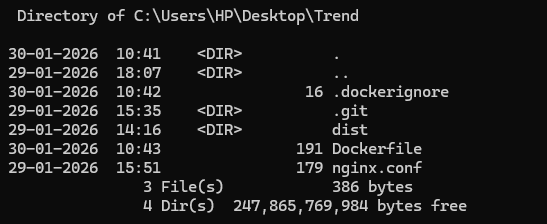 Directory of C:\Users\HP\Desktop\Trend
30-01-2026  10:41    <DIR>          .
29-01-2026  18:07    <DIR>          ..
30-01-2026  10:42                16 .dockerignore
29-01-2026  15:35    <DIR>          .git
29-01-2026  14:16    <DIR>          dist
30-01-2026  10:43               191 Dockerfile
29-01-2026  15:51               179 nginx.conf
3 File(s)            386 bytes
4 Dir(s)  247,865,769,984 bytes free